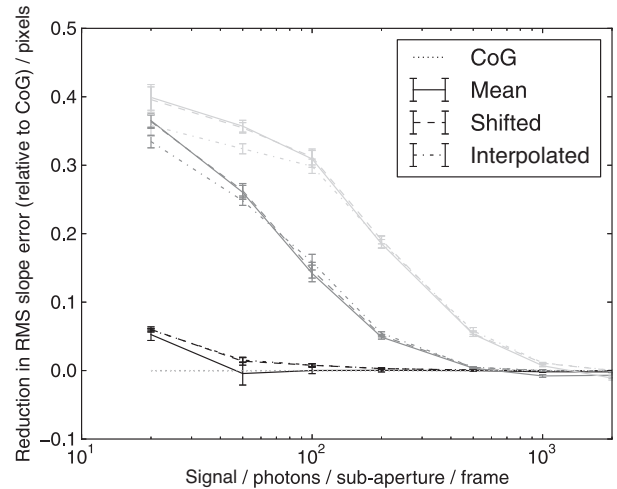 Reduction in RMS slope error (relative to CoG) / pixels
0.5
0.4
0.3
0.2
0.1
0.0
−0.1
CoG
Mean
Shifted
Interpolated
10^1
10^2
10^3
Signal / photons / sub-aperture / frame